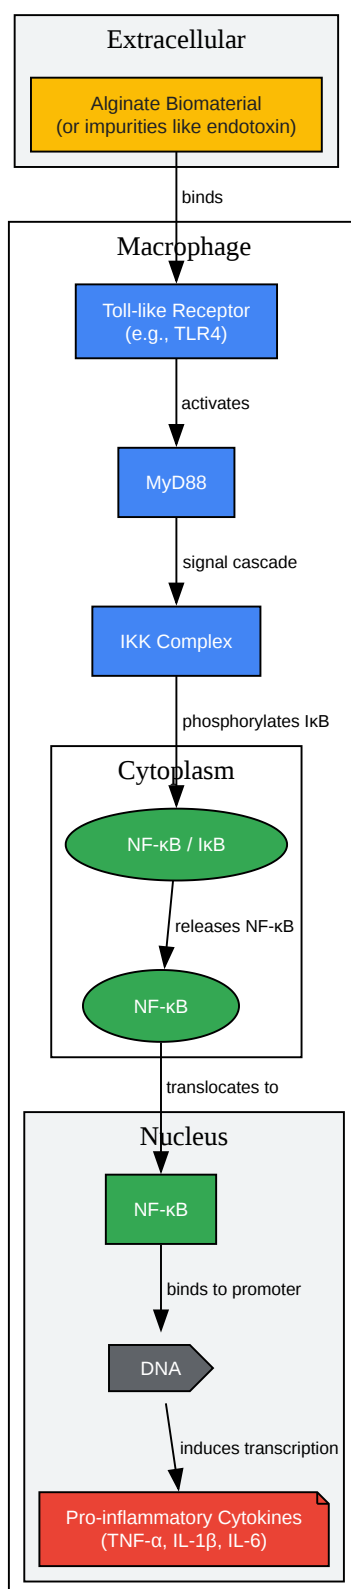 Extracellular
Alginate Biomaterial
(or impurities like endotoxin)
binds
Macrophage
Toll-like Receptor
(e.g., TLR4)
activates
MyD88
signal cascade
IKK Complex
phosphorylates IκB
Cytoplasm
NF-κB / IκB
releases NF-κB
NF-κB
translocates to
Nucleus
NF-κB
binds to promoter
DNA
induces transcription
Pro-inflammatory Cytokines
(TNF-α, IL-1β, IL-6)